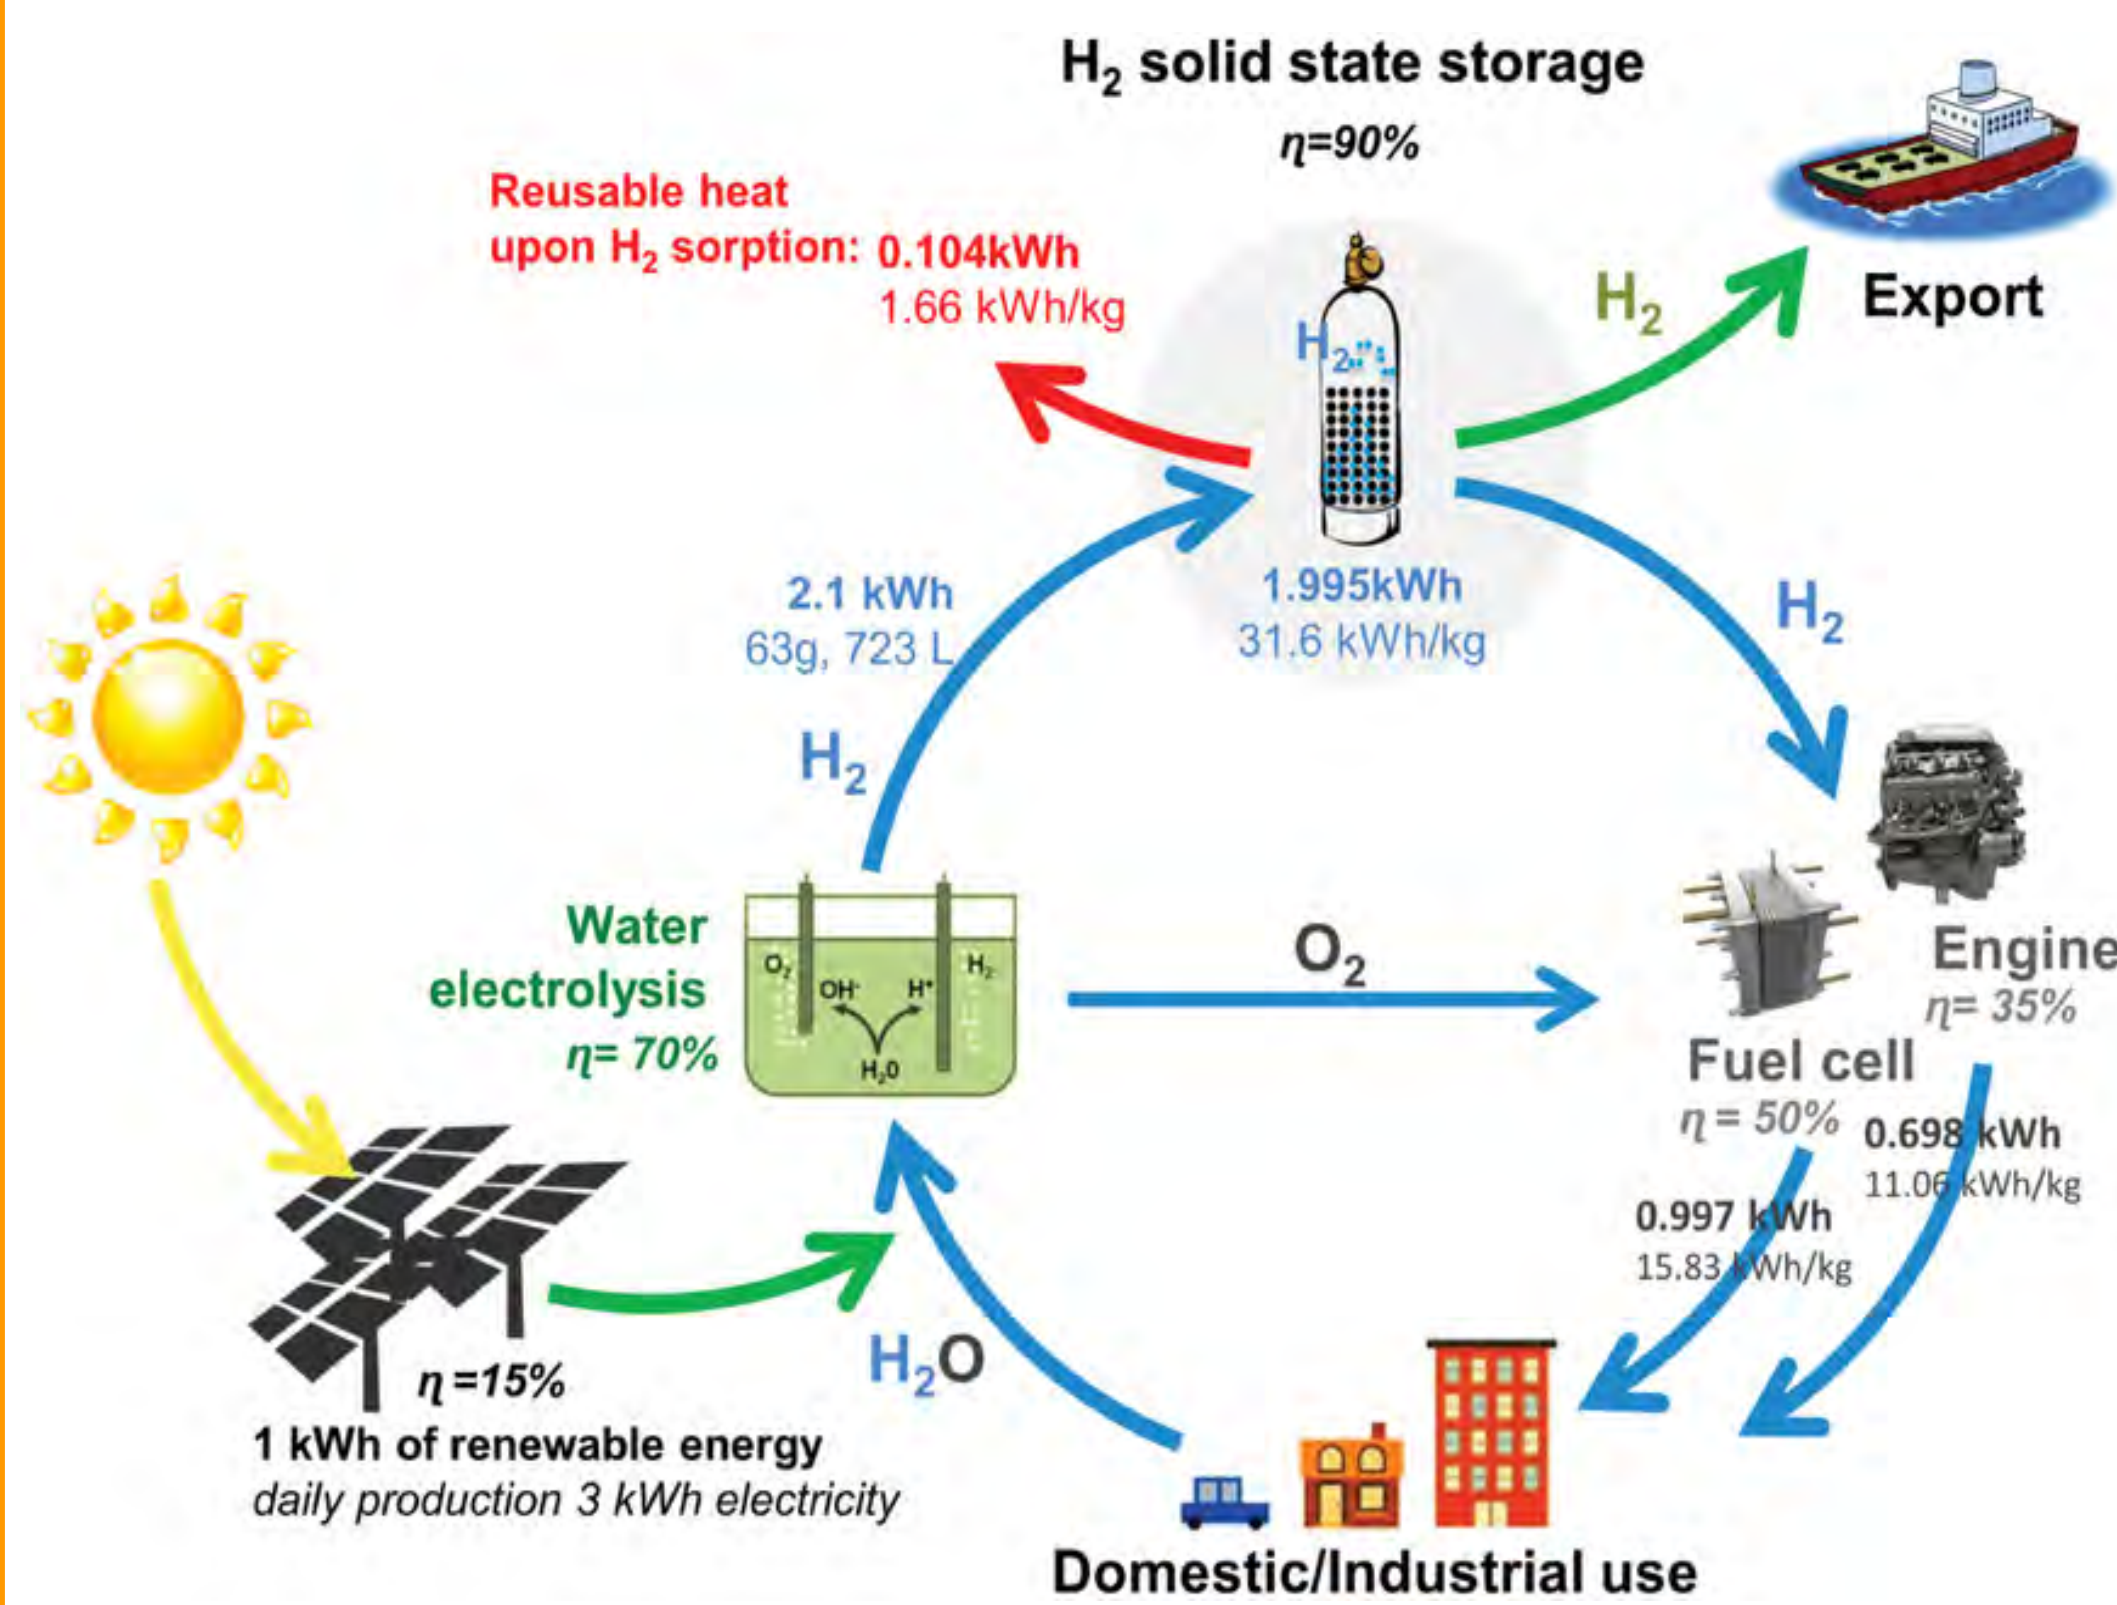 H₂ solid state storage
η=90%
Reusable heat
upon H₂ sorption: 0.104kWh
1.66 kWh/kg
H₂
Export
H₂
2.1 kWh
63g, 723 L
1.995kWh
31.6 kWh/kg
H₂
H₂
Water
electrolysis
η= 70%
O₂
H₂
OH⁻
H⁺
H₂0
O₂
Engine
η= 35%
Fuel cell
η = 50%
0.698 kWh
11.06 kWh/kg
0.997 kWh
15.83 kWh/kg
H₂O
η =15%
1 kWh of renewable energy
daily production 3 kWh electricity
Domestic/Industrial use